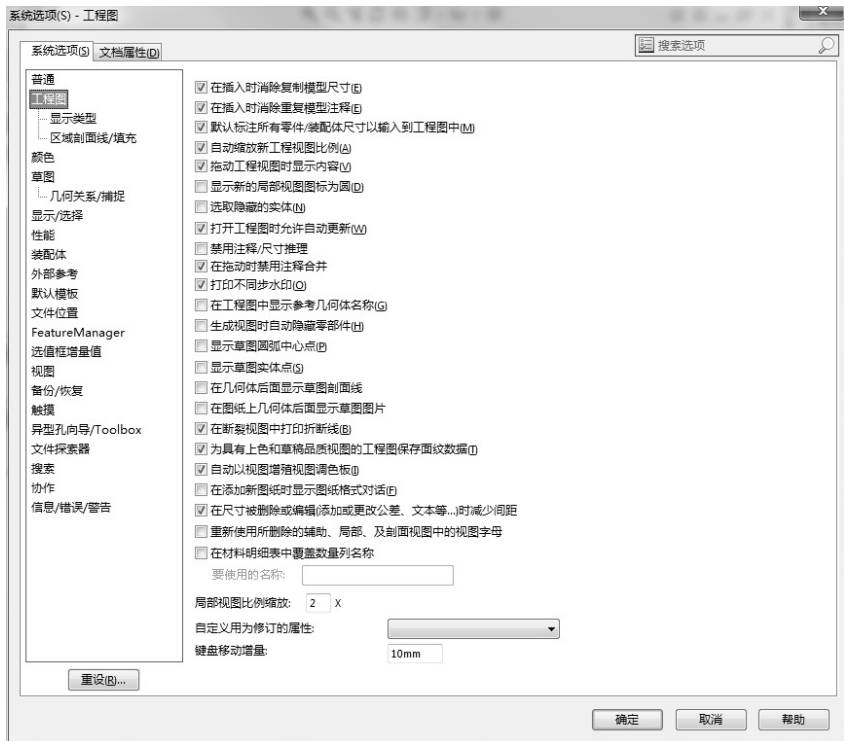 系统选项(S) - 工程图
系统选项(S)
文档属性(D)
搜索选项
普通
工程图
显示类型
区域剖面线/填充
颜色
草图
几何关系/捕捉
显示/选择
性能
装配体
外部参考
默认模板
文件位置
FeatureManager
选值框增量值
视图
备份/恢复
触摸
异型孔向导/Toolbox
文件探索器
搜索
协作
信息/错误/警告
重设(R)...
在插入时消除复制模型尺寸(E)
在插入时消除重复模型注释(E)
默认标注所有零件/装配体尺寸以输入到工程图中(M)
自动缩放新工程视图比例(A)
拖动工程视图时显示内容(V)
显示新的局部视图图标为圆(D)
选取隐藏的实体(N)
打开工程图时允许自动更新(W)
禁用注释/尺寸推理
在拖动时禁用注释合并
打印不同步水印(O)
在工程图中显示参考几何体名称(G)
生成视图时自动隐藏零部件(H)
显示草图圆弧中心点(P)
显示草图实体点(S)
在几何体后面显示草图剖面线
在图纸上几何体后面显示草图图片
在断裂视图中打印折断线(B)
为具有上色和草稿品质视图的工程图保存面纹数据(T)
自动以视图增殖视图调色板(I)
在添加新图纸时显示图纸格式对话(F)
在尺寸被删除或编辑(添加或更改公差、文本等...)时减少间距
重新使用所删除的辅助、局部、及剖面视图中的视图字母
在材料明细表中覆盖数量列名称
要使用的名称:
局部视图比例缩放: 2 X
自定义用为修订的属性:
键盘移动增量: 10mm
确定
取消
帮助